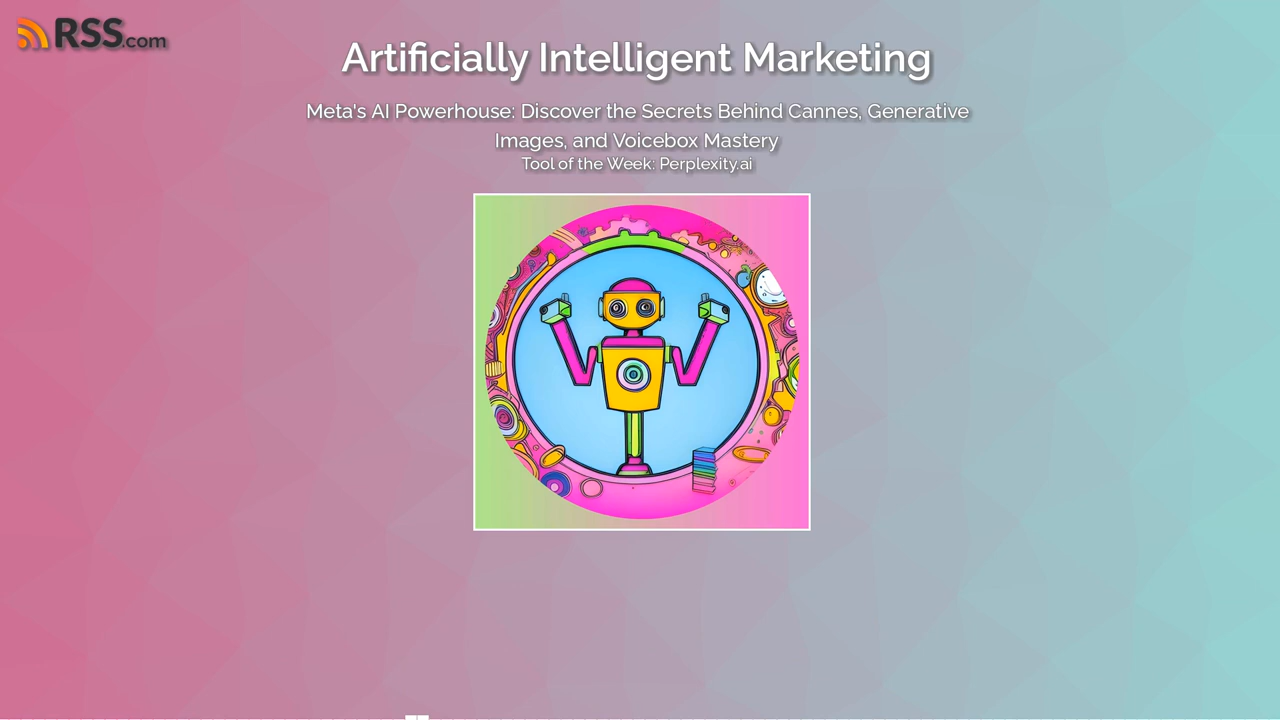 RSS.com
Artificially Intelligent Marketing
Meta's AI Powerhouse: Discover the Secrets Behind Cannes, Generative
Images, and Voicebox Mastery
Tool of the Week: Perplexity.ai